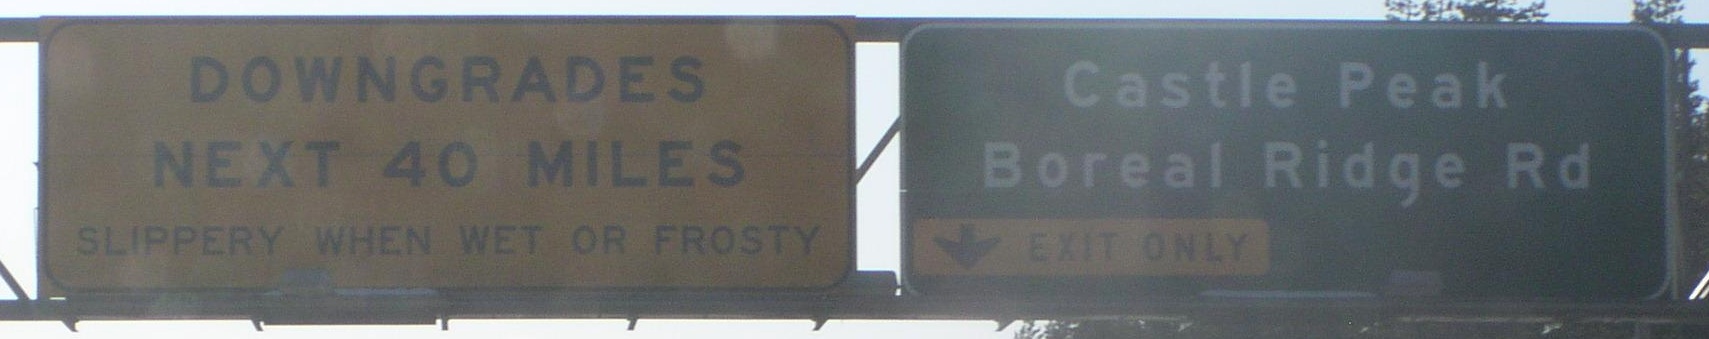 DOWNGRADES
NEXT 40 MILES
SLIPPERY WHEN WET OR FROSTY
Castle Peak
Boreal Ridge Rd
EXIT ONLY